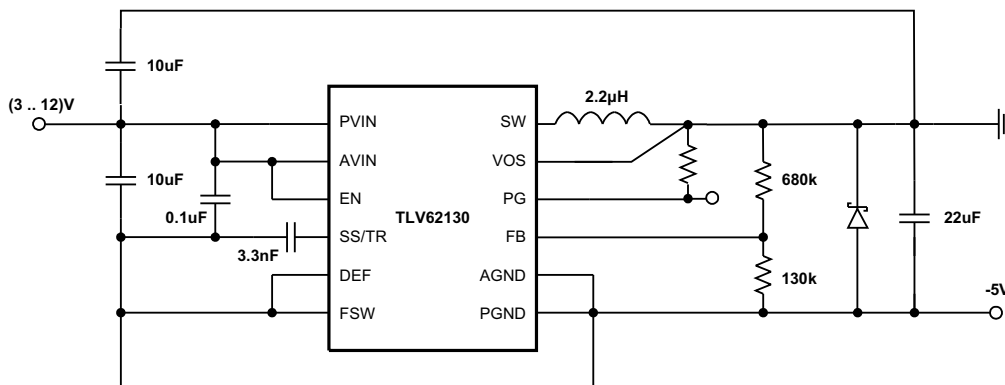 10uF
2.2µH
(3 .. 12)V
PVIN
SW
AVIN
VOS
10uF
680k
EN
TLV62130
PG
0.1uF
22uF
SS/TR
FB
3.3nF
DEF
AGND
130k
-5V
FSW
PGND